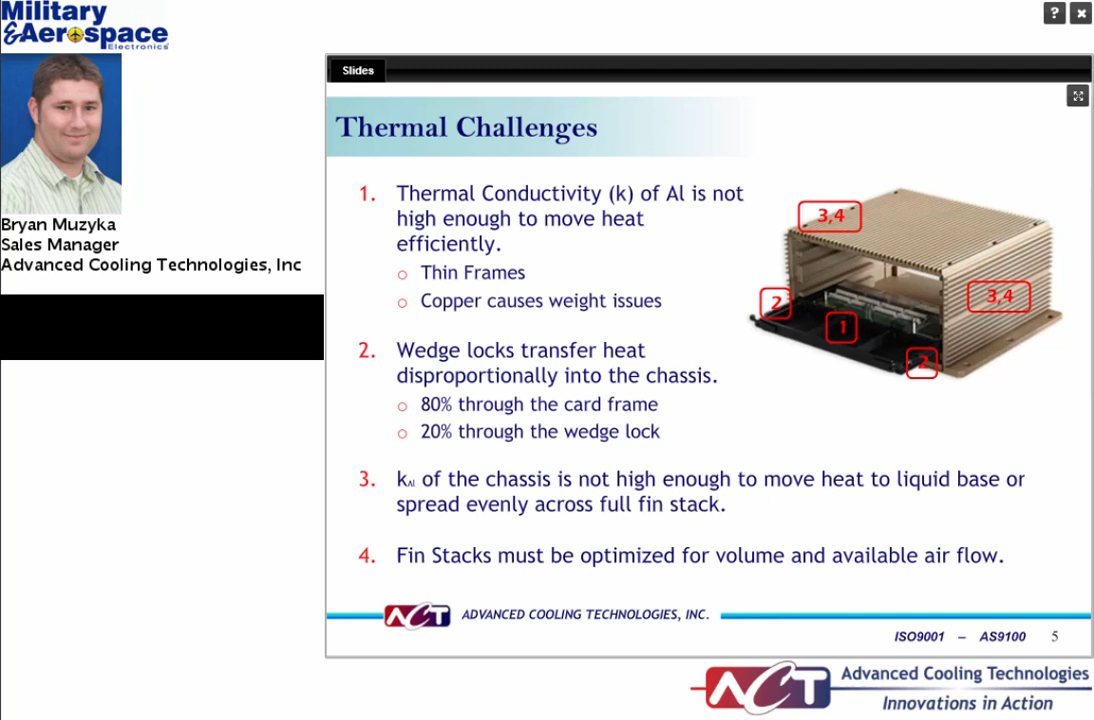 Military
&Aerospace
Electronics
? ×
Bryan Muzyka
Sales Manager
Advanced Cooling Technologies, Inc
Slides
Thermal Challenges
1. Thermal Conductivity (k) of Al is not
high enough to move heat
efficiently.
o Thin Frames
o Copper causes weight issues
2. Wedge locks transfer heat
disproportionally into the chassis.
o 80% through the card frame
o 20% through the wedge lock
3. kAl of the chassis is not high enough to move heat to liquid base or
spread evenly across full fin stack.
4. Fin Stacks must be optimized for volume and available air flow.
3,4
3,4
2
1
2
ACT ADVANCED COOLING TECHNOLOGIES, INC.
ISO9001 – AS9100 5
ACT
Advanced Cooling Technologies
Innovations in Action